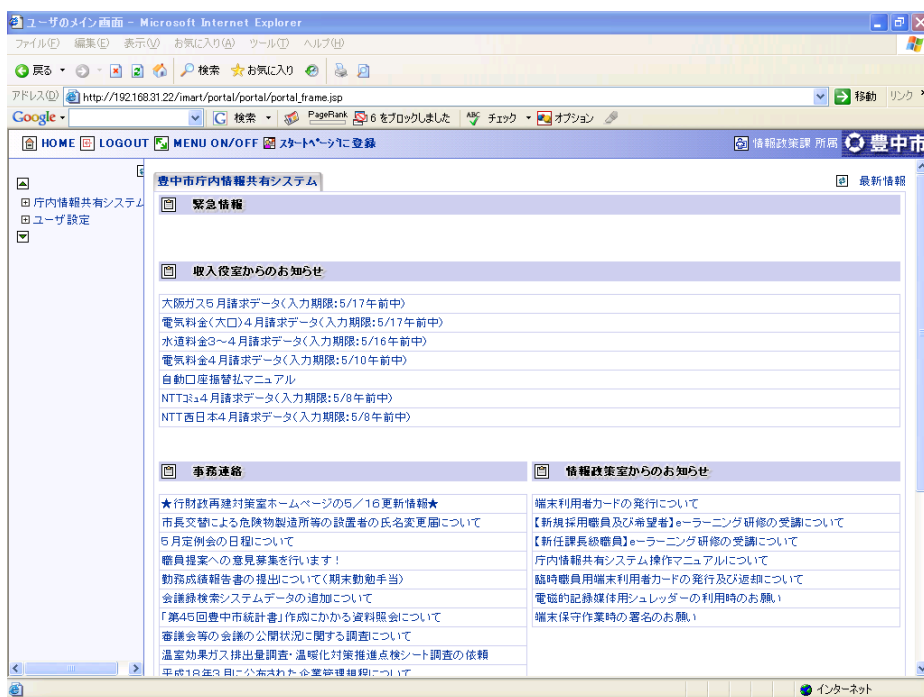 ユーザのメイン画面 - Microsoft Internet Explorer
ファイル(F) 編集(E) 表示(V) お気に入り(A) ツール(T) ヘルプ(H)
戻る 検索 お気に入り
アドレス(D) http://192.168.31.22/imart/portal/portal/portal_frame.jsp 移動 リンク
Google 検索 PageRank 6 をブロックしました チェック オプション
HOME LOGOUT MENU ON/OFF スタートページに登録 情報政策課 所属 豊中市
豊中市庁内情報共有システム 最新情報
庁内情報共有システム
ユーザ設定
緊急情報
収入役室からのお知らせ
大阪ガス5月請求データ(入力期限:5/17午前中)
電気料金(大口)4月請求データ(入力期限:5/17午前中)
水道料金3～4月請求データ(入力期限:5/16午前中)
電気料金4月請求データ(入力期限:5/10午前中)
自動口座振替払マニュアル
NTTコミュ4月請求データ(入力期限:5/8午前中)
NTT西日本4月請求データ(入力期限:5/8午前中)
事務連絡
★行財政再建対策室ホームページの5／16更新情報★
市長交替による危険物製造所等の設置者の氏名変更届について
5月定例会の日程について
職員提案への意見募集を行います！
勤務成績報告書の提出について(期末勤勉手当)
会議録検索システムデータの追加について
「第45回豊中市統計書」作成にかかる資料照会について
審議会等の会議の公開状況に関する調査について
温室効果ガス排出量調査・温暖化対策推進点検シート調査の依頼
平成18年3月に公布された企業管理規程について
情報政策室からのお知らせ
端末利用者カードの発行について
【新規採用職員及び希望者】e-ラーニング研修の受講について
【新任課長級職員】e-ラーニング研修の受講について
庁内情報共有システム操作マニュアルについて
臨時職員用端末利用者カードの発行及び返却について
電磁的記録媒体用シュレッダーの利用時のお願い
端末保守作業時の署名のお願い
インターネット